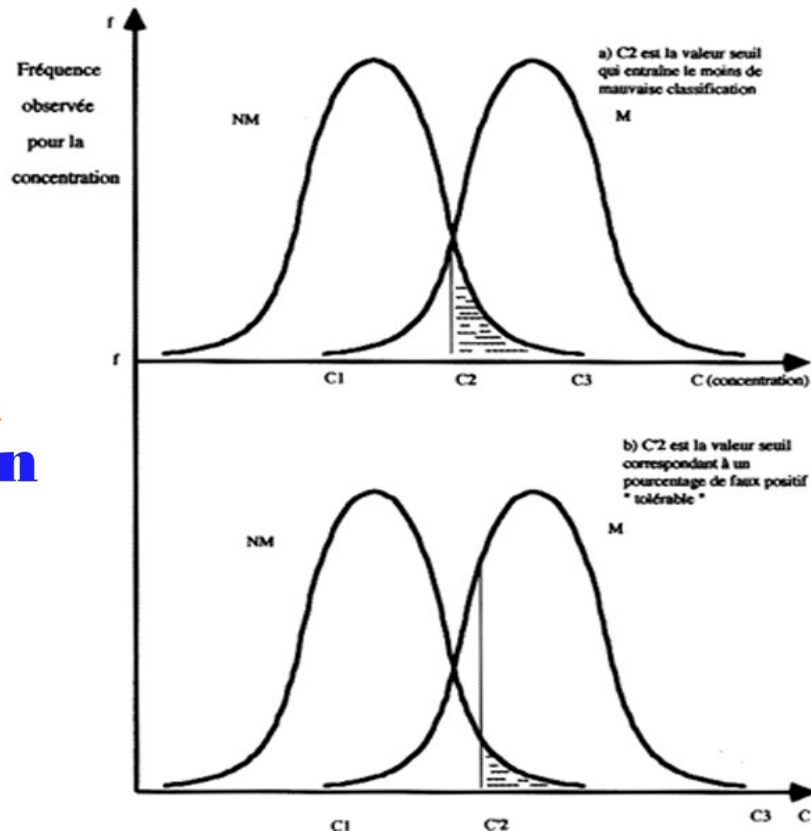 f
Fréquence
observée
pour la
concentration
NM
a) C2 est la valeur seuil
qui entraîne le moins de
mauvaise classification
M
f
C1 C2 C3 C (concentration)
n
b) C'2 est la valeur seuil
correspondant à un
pourcentage de faux positif
" tolérable "
NM
M
C1 C'2 C3 C